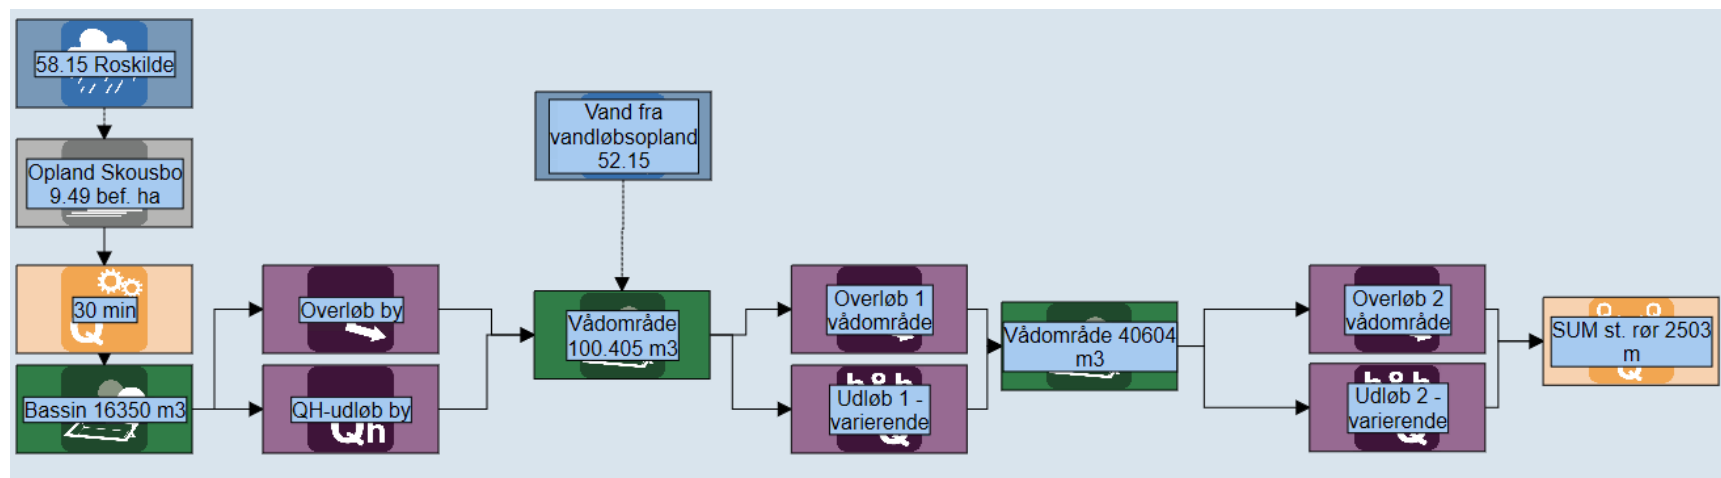 58.15 Roskilde
Opland Skousbo
9.49 bef. ha
30 min
Bassin 16350 m3
Overløb by
QH-udløb by
Qh
Vand fra
vandløbsopland
52.15
Vådområde
100.405 m3
Overløb 1
vådområde
Udløb 1 -
varierende
Vådområde 40604
m3
Overløb 2
vådområde
Udløb 2 -
varierende
SUM st. rør 2503
m